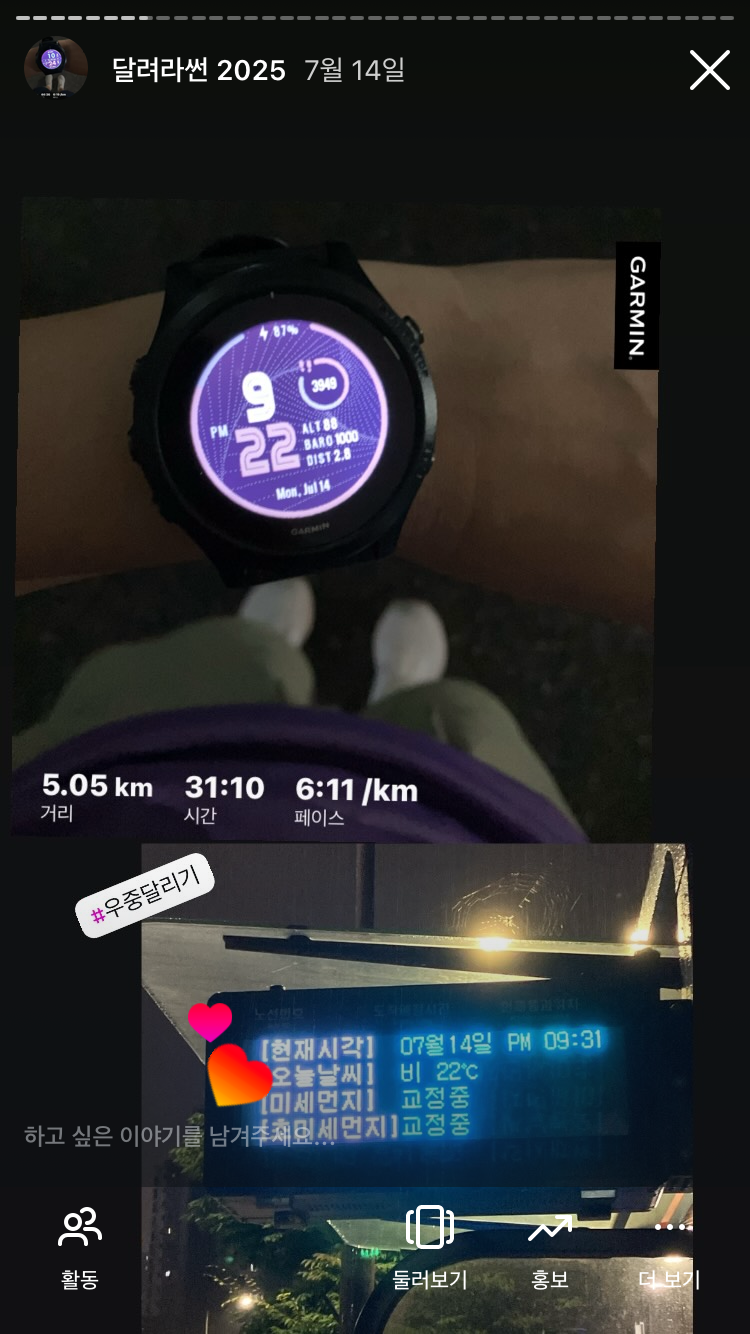 달려라썬 2025 7월 14일
GARMIN
87%
9
3949
PM
22
ALT 88
BARO 1000
DIST 2.8
Mon, Jul 14
GARMIN
5.05 km 31:10 6:11 /km
거리 시간 페이스
#우중달리기
[현재시각] 07월14일 PM 09:31
오늘날씨] 비 22℃
[미세먼지] 교정중
초미세먼지] 교정중
하고 싶은 이야기를 남겨주세요...
활동 둘러보기 홍보 더 보기